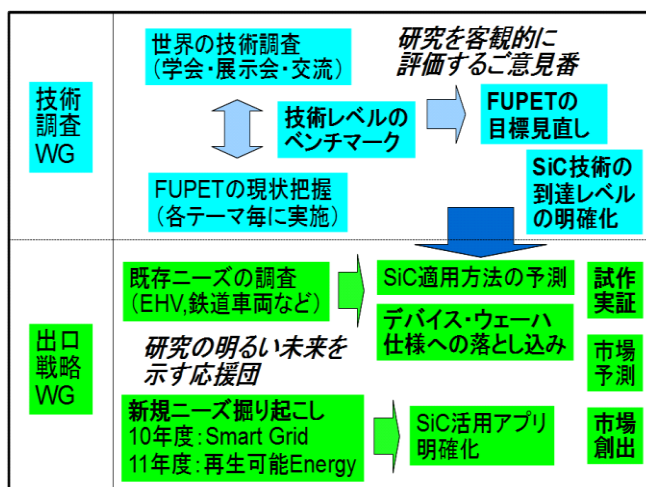 技術
調査
WG
世界の技術調査
(学会・展示会・交流)
研究を客観的に
評価するご意見番
技術レベルの
ベンチマーク
FUPETの
目標見直し
FUPETの現状把握
(各テーマ毎に実施)
SiC技術の
到達レベル
の明確化
出口
戦略
WG
既存ニーズの調査
(EHV,鉄道車両など)
SiC適用方法の予測
試作
実証
デバイス・ウェーハ
仕様への落とし込み
研究の明るい未来を
示す応援団
市場
予測
新規ニーズ掘り起こし
10年度:Smart Grid
11年度:再生可能Energy
SiC活用アプリ
明確化
市場
創出